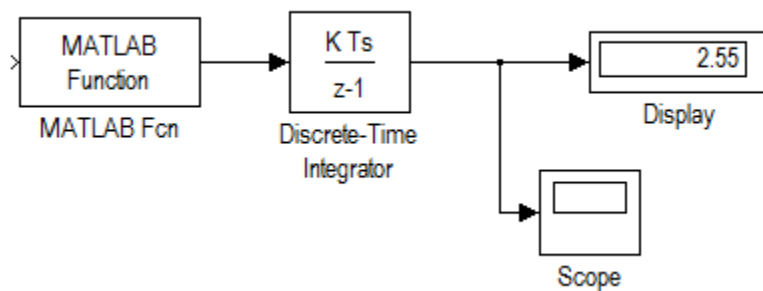 MATLAB
Function
MATLAB Fcn
K Ts
z-1
Discrete-Time
Integrator
2.55
Display
Scope